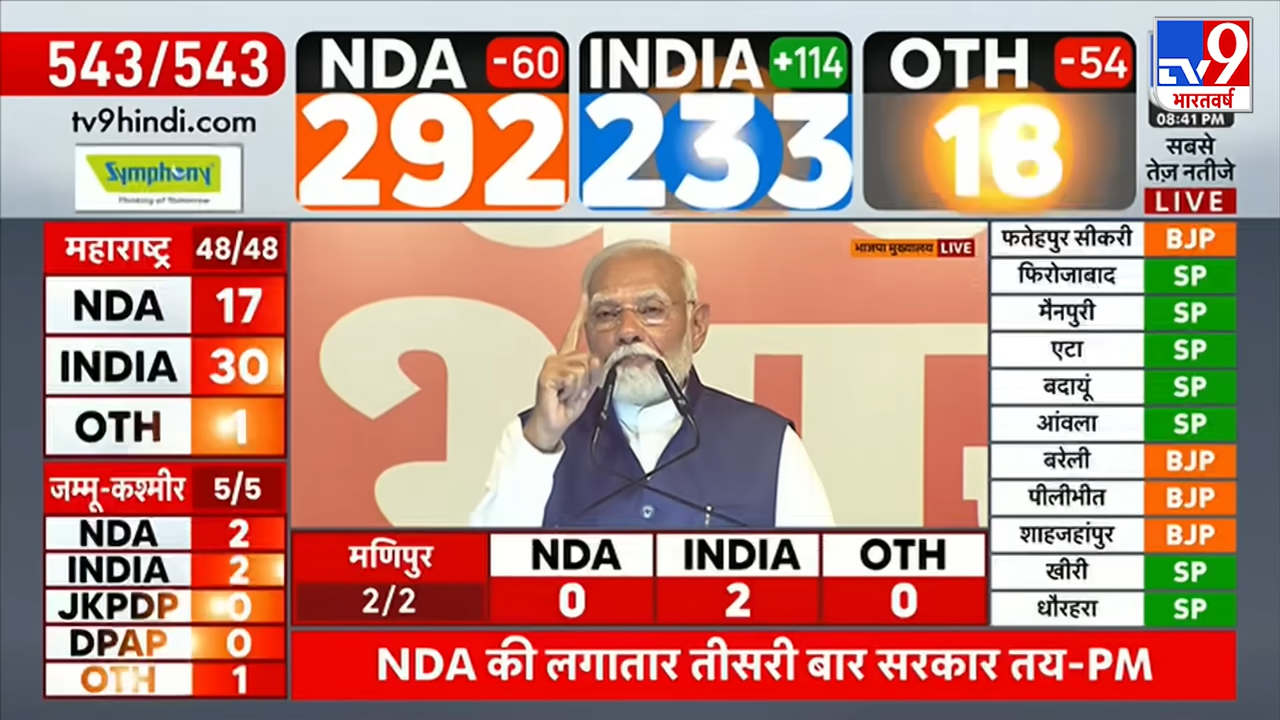 543/543
tv9hindi.com
Symphony
Thinking of Tomorrow
NDA -60
292
INDIA +114
233
OTH -54
18
TV9
भारतवर्ष
08:41 PM
सबसे
तेज़ नतीजे
LIVE
महाराष्ट्र 48/48
NDA 17
INDIA 30
OTH 1
जम्मू-कश्मीर 5/5
NDA 2
INDIA 2
JKPDP 0
DPAP 0
OTH 1
भाजपा मुख्यालय LIVE
मणिपुर NDA INDIA OTH
2/2 0 2 0
फतेहपुर सीकरी BJP
फिरोजाबाद SP
मैनपुरी SP
एटा SP
बदायूं SP
आंवला SP
बरेली BJP
पीलीभीत BJP
शाहजहांपुर BJP
खीरी SP
धौरहरा SP
NDA की लगातार तीसरी बार सरकार तय-PM